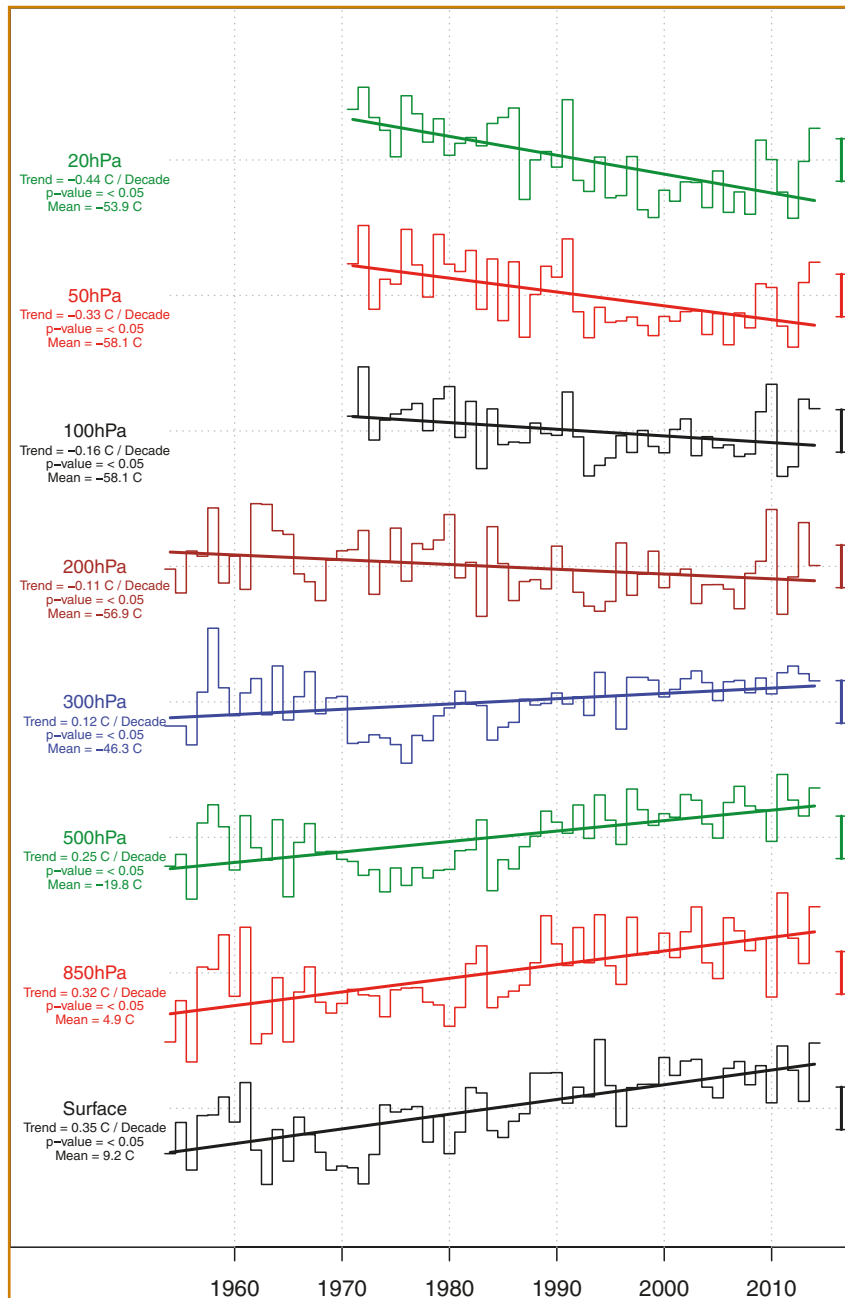 20hPa
Trend = −0.44 C / Decade
p−value = < 0.05
Mean = −53.9 C
50hPa
Trend = −0.33 C / Decade
p−value = < 0.05
Mean = −58.1 C
100hPa
Trend = −0.16 C / Decade
p−value = < 0.05
Mean = −58.1 C
200hPa
Trend = −0.11 C / Decade
p−value = < 0.05
Mean = −56.9 C
300hPa
Trend = 0.12 C / Decade
p−value = < 0.05
Mean = −46.3 C
500hPa
Trend = 0.25 C / Decade
p−value = < 0.05
Mean = −19.8 C
850hPa
Trend = 0.32 C / Decade
p−value = < 0.05
Mean = 4.9 C
Surface
Trend = 0.35 C / Decade
p−value = < 0.05
Mean = 9.2 C
1960 1970 1980 1990 2000 2010